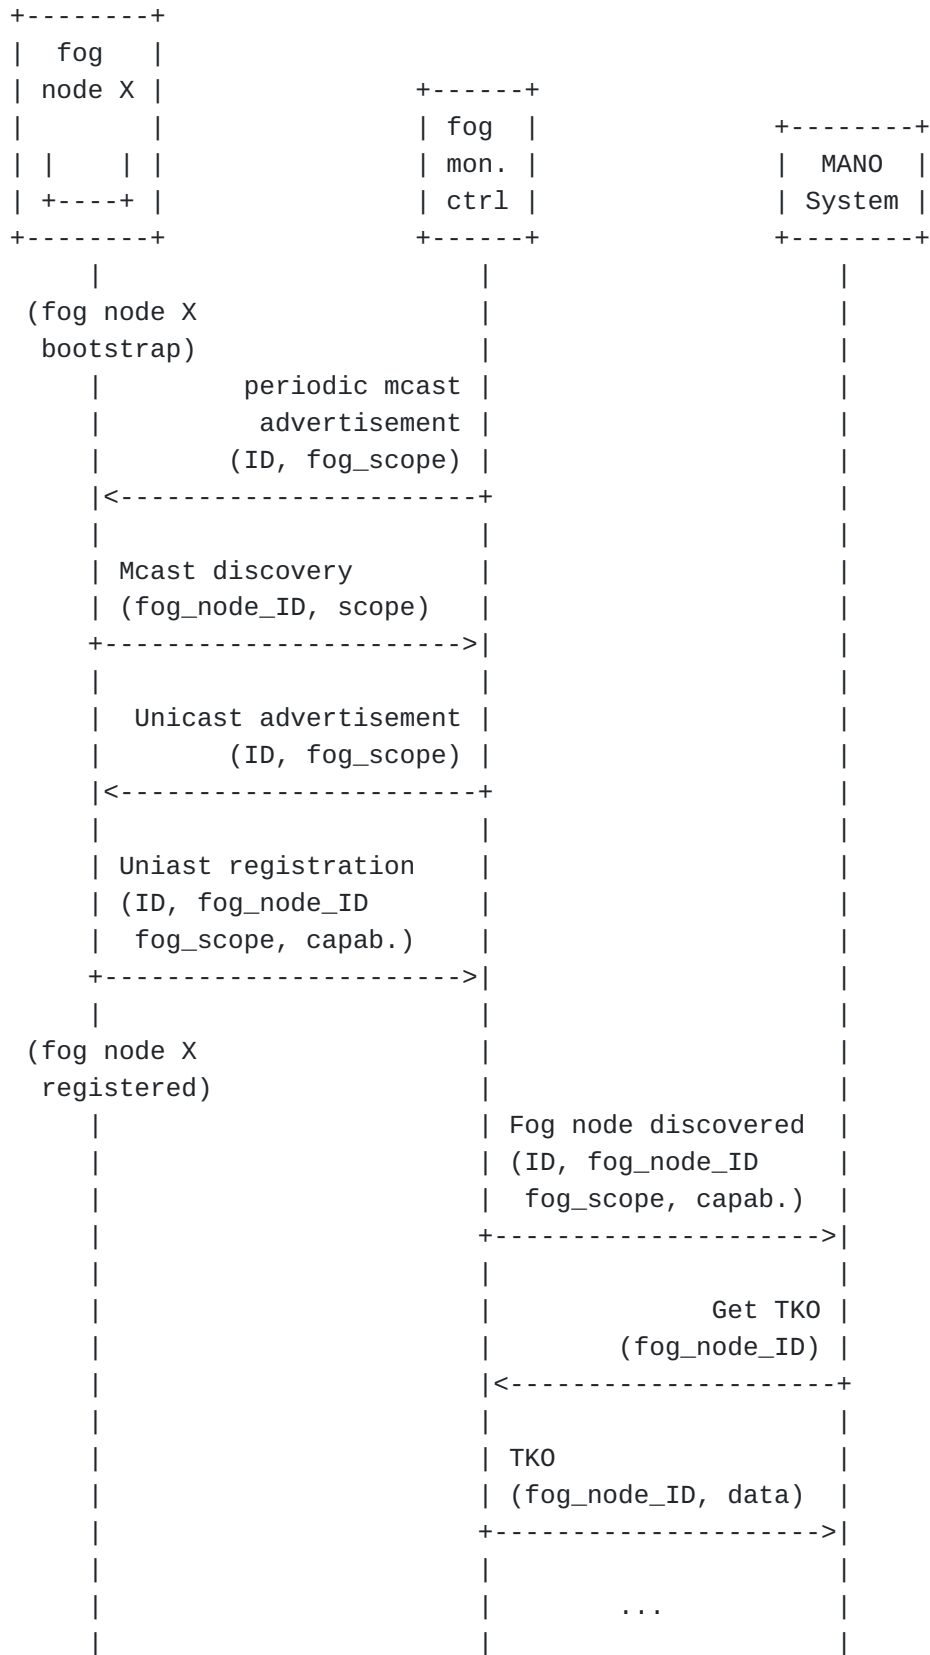 fog
node X
fog
mon.
ctrl
MANO
System
(fog node X
bootstrap)
periodic mcast
advertisement
(ID, fog_scope)
Mcast discovery
(fog_node_ID, scope)
Unicast advertisement
(ID, fog_scope)
Uniast registration
(ID, fog_node_ID
fog_scope, capab.)
(fog node X
registered)
Fog node discovered
(ID, fog_node_ID
fog_scope, capab.)
Get TKO
(fog_node_ID)
TKO
(fog_node_ID, data)
...